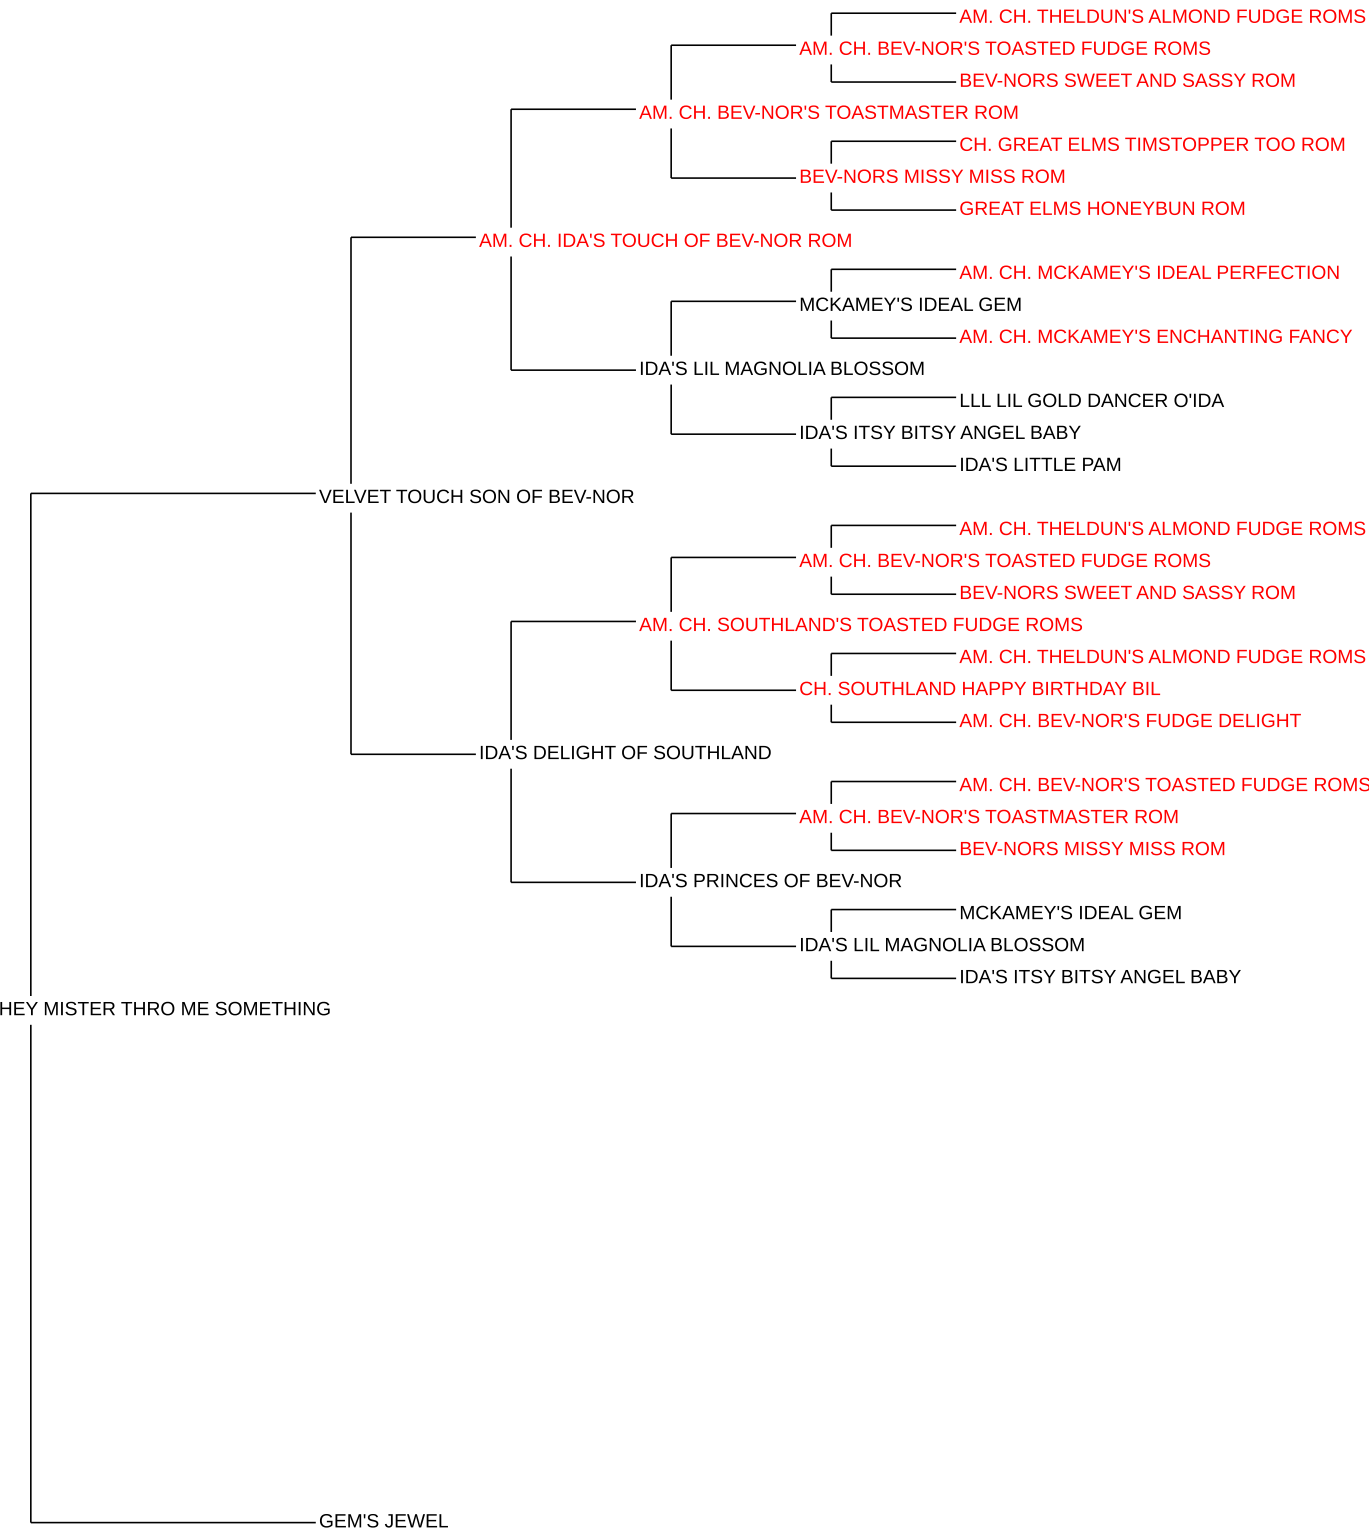 AM. CH. THELDUN'S ALMOND FUDGE ROMS
AM. CH. BEV-NOR'S TOASTED FUDGE ROMS
BEV-NORS SWEET AND SASSY ROM
AM. CH. BEV-NOR'S TOASTMASTER ROM
CH. GREAT ELMS TIMSTOPPER TOO ROM
BEV-NORS MISSY MISS ROM
GREAT ELMS HONEYBUN ROM
AM. CH. IDA'S TOUCH OF BEV-NOR ROM
AM. CH. MCKAMEY'S IDEAL PERFECTION
MCKAMEY'S IDEAL GEM
AM. CH. MCKAMEY'S ENCHANTING FANCY
IDA'S LIL MAGNOLIA BLOSSOM
LLL LIL GOLD DANCER O'IDA
IDA'S ITSY BITSY ANGEL BABY
IDA'S LITTLE PAM
VELVET TOUCH SON OF BEV-NOR
AM. CH. THELDUN'S ALMOND FUDGE ROMS
AM. CH. BEV-NOR'S TOASTED FUDGE ROMS
BEV-NORS SWEET AND SASSY ROM
AM. CH. SOUTHLAND'S TOASTED FUDGE ROMS
AM. CH. THELDUN'S ALMOND FUDGE ROMS
CH. SOUTHLAND HAPPY BIRTHDAY BIL
AM. CH. BEV-NOR'S FUDGE DELIGHT
IDA'S DELIGHT OF SOUTHLAND
AM. CH. BEV-NOR'S TOASTED FUDGE ROMS
AM. CH. BEV-NOR'S TOASTMASTER ROM
BEV-NORS MISSY MISS ROM
IDA'S PRINCES OF BEV-NOR
MCKAMEY'S IDEAL GEM
IDA'S LIL MAGNOLIA BLOSSOM
IDA'S ITSY BITSY ANGEL BABY
HEY MISTER THRO ME SOMETHING
GEM'S JEWEL